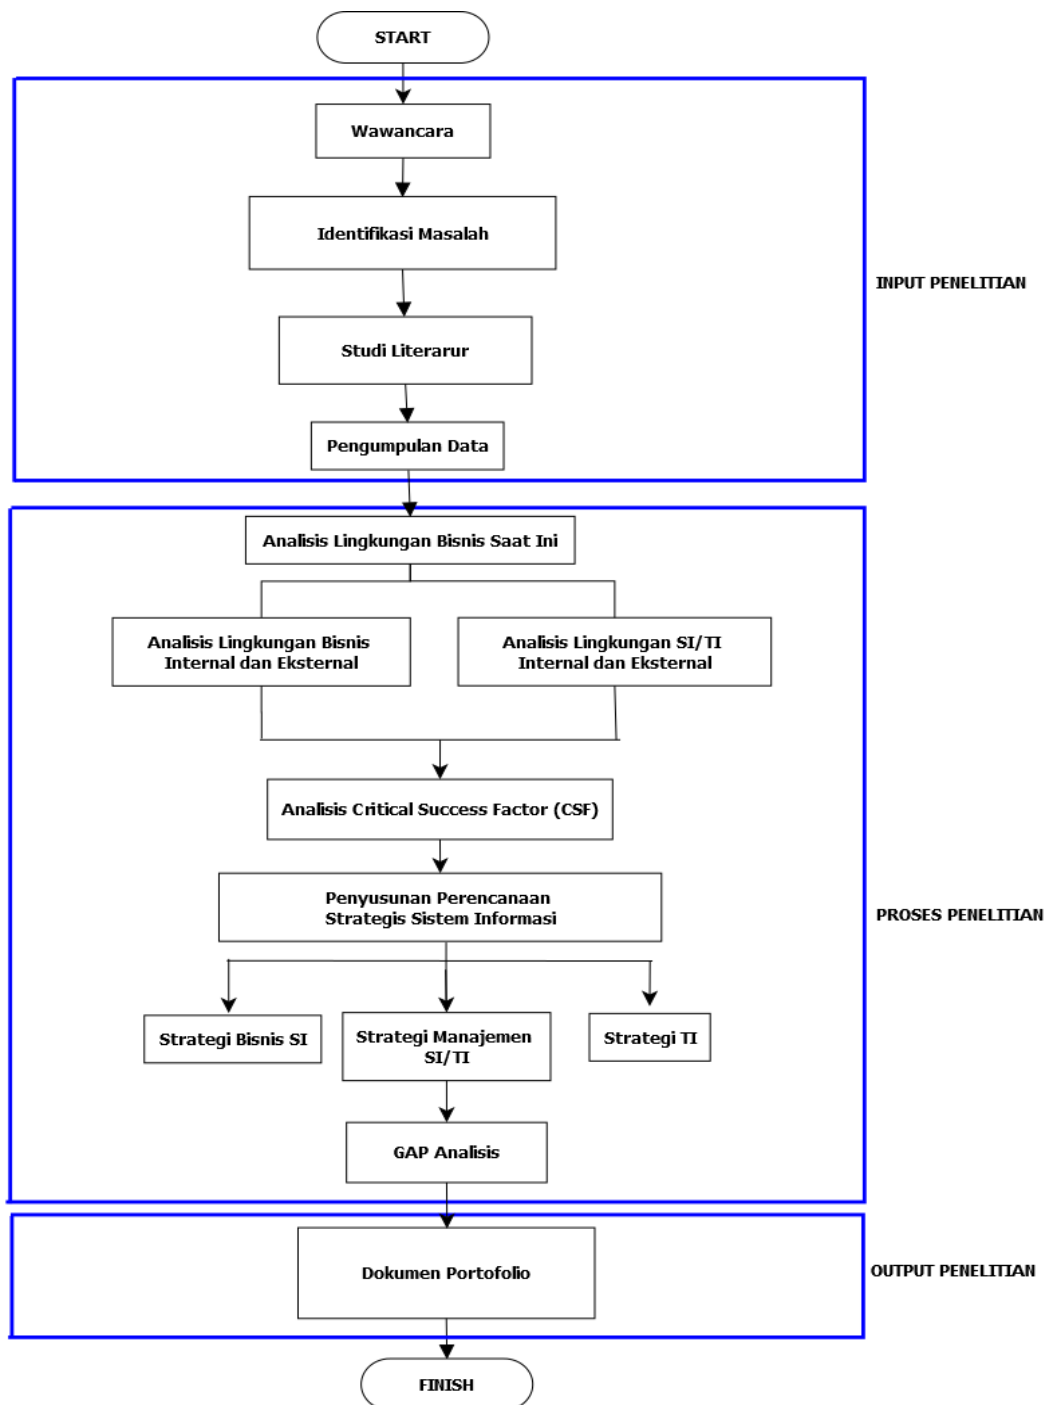 START
Wawancara
Identifikasi Masalah
INPUT PENELITIAN
Studi Literarur
Pengumpulan Data
Analisis Lingkungan Bisnis Saat Ini
Analisis Lingkungan Bisnis
Internal dan Eksternal
Analisis Lingkungan SI/TI
Internal dan Eksternal
Analisis Critical Success Factor (CSF)
Penyusunan Perencanaan
Strategis Sistem Informasi
PROSES PENELITIAN
Strategi Bisnis SI
Strategi Manajemen
SI/TI
Strategi TI
GAP Analisis
Dokumen Portofolio
OUTPUT PENELITIAN
FINISH